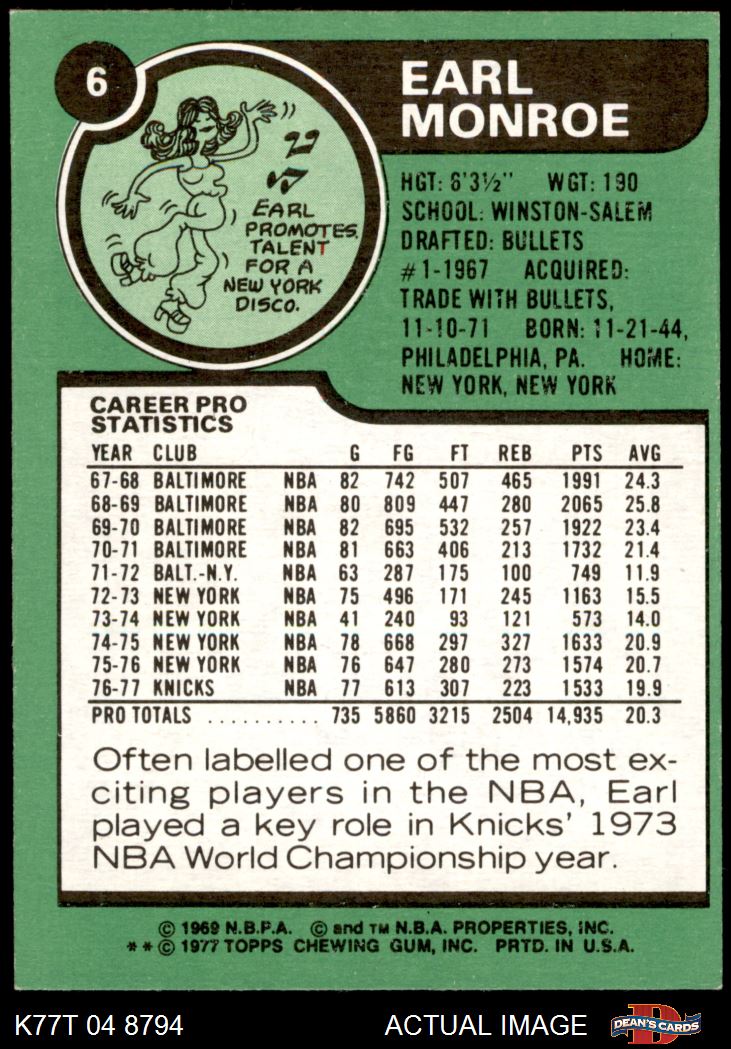 6
EARL
MONROE
EARL
PROMOTES
TALENT
FOR A
NEW YORK
DISCO.
HGT: 6'3½" WGT: 190
SCHOOL: WINSTON-SALEM
DRAFTED: BULLETS
#1-1967 ACQUIRED:
TRADE WITH BULLETS,
11-10-71 BORN: 11-21-44,
PHILADELPHIA, PA. HOME:
NEW YORK, NEW YORK
CAREER PRO
STATISTICS
YEAR CLUB G FG FT REB PTS AVG
67-68 BALTIMORE NBA 82 742 507 465 1991 24.3
68-69 BALTIMORE NBA 80 809 447 280 2065 25.8
69-70 BALTIMORE NBA 82 695 532 257 1922 23.4
70-71 BALTIMORE NBA 81 663 406 213 1732 21.4
71-72 BALT.-N.Y. NBA 63 287 175 100 749 11.9
72-73 NEW YORK NBA 75 496 171 245 1163 15.5
73-74 NEW YORK NBA 41 240 93 121 573 14.0
74-75 NEW YORK NBA 78 668 297 327 1633 20.9
75-76 NEW YORK NBA 76 647 280 273 1574 20.7
76-77 KNICKS NBA 77 613 307 223 1533 19.9
PRO TOTALS .......... 735 5860 3215 2504 14,935 20.3
Often labelled one of the most ex-
citing players in the NBA, Earl
played a key role in Knicks' 1973
NBA World Championship year.
© 1969 N.B.P.A. © and TM N.B.A. PROPERTIES, INC.
**© 1977 TOPPS CHEWING GUM, INC. PRTD. IN U.S.A.
K77T 04 8794 ACTUAL IMAGE DEAN'S CARDS